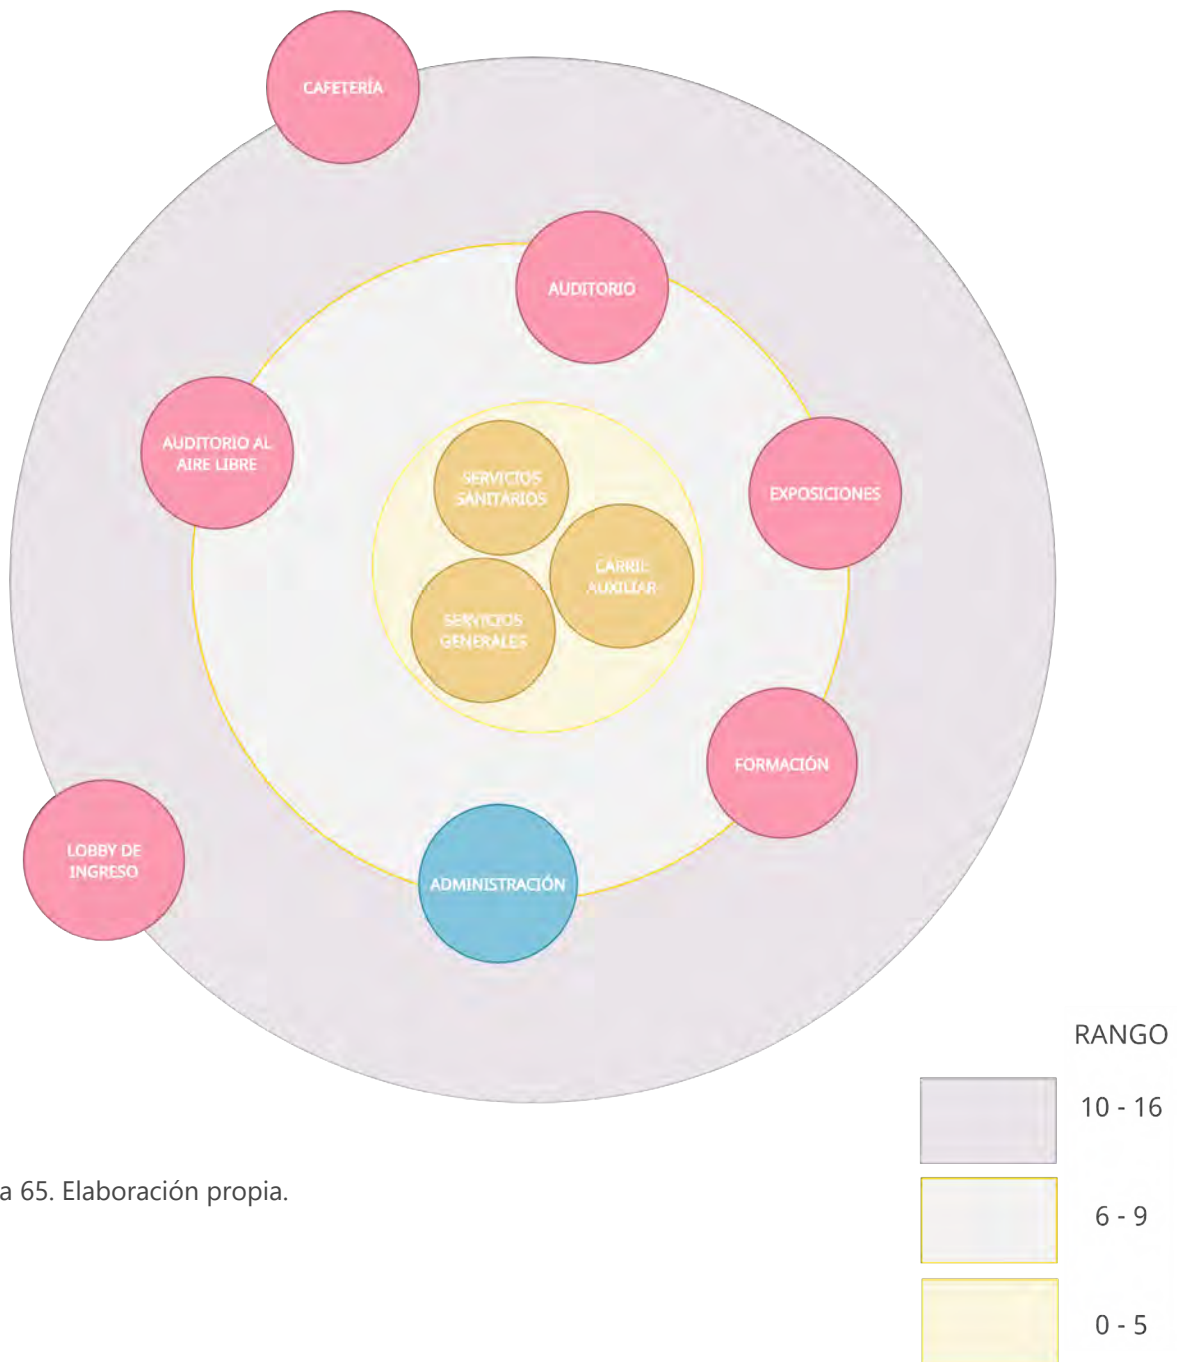 CAFETERÍA
AUDITORIO
AUDITORIO AL
AIRE LIBRE
SERVICIOS
SANITARIOS
EXPOSICIONES
CARRIL
AUXILIAR
SERVICIOS
GENERALES
FORMACIÓN
LOBBY DE
INGRESO
ADMINISTRACIÓN
RANGO
10 - 16
6 - 9
0 - 5
a 65. Elaboración propia.